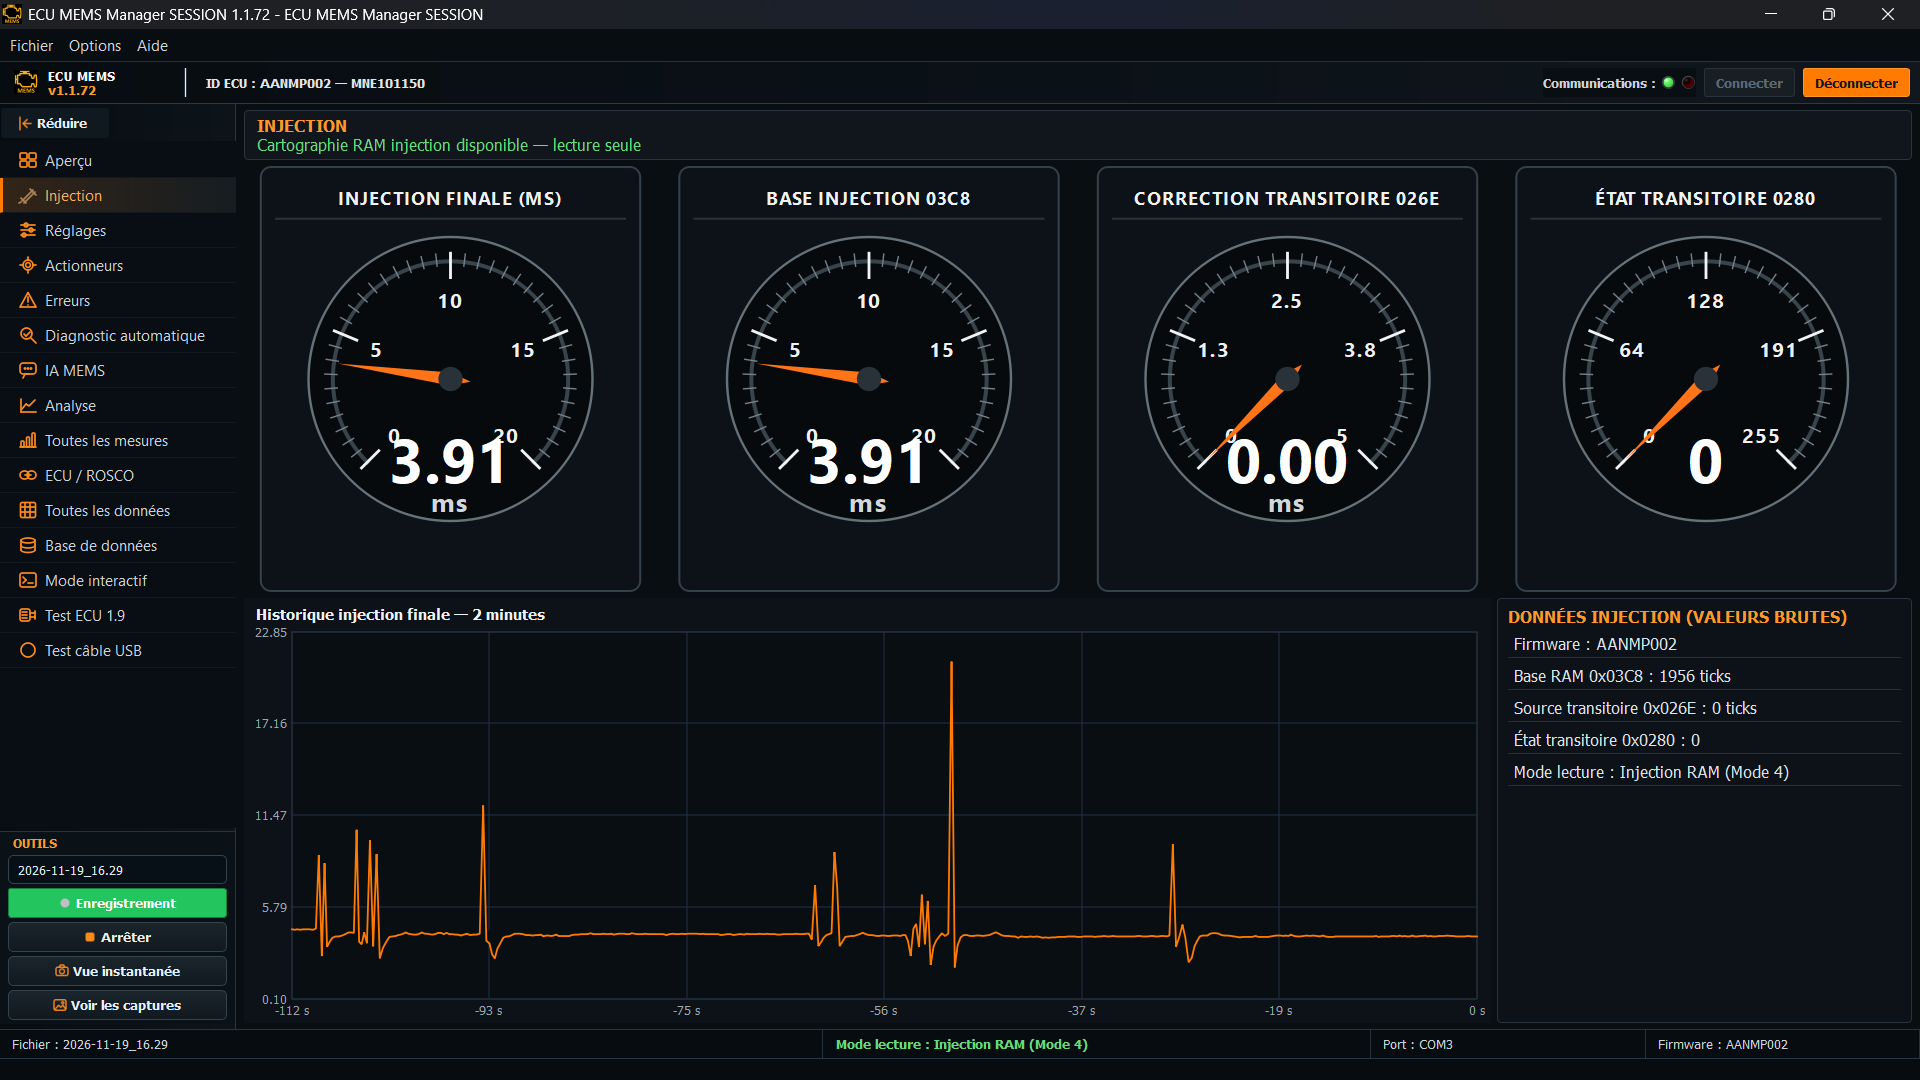 ECU MEMS Manager SESSION 1.1.72 - ECU MEMS Manager SESSION
Fichier Options Aide
MEMS
ECU MEMS
v1.1.72
ID ECU : AANMP002 — MNE101150
Communications :
Connecter
Déconnecter
Réduire
Aperçu
Injection
Réglages
Actionneurs
Erreurs
Diagnostic automatique
IA MEMS
Analyse
Toutes les mesures
ECU / ROSCO
Toutes les données
Base de données
Mode interactif
Test ECU 1.9
Test câble USB
OUTILS
2026-11-19_16.29
Enregistrement
Arrêter
Vue instantanée
Voir les captures
INJECTION
Cartographie RAM injection disponible — lecture seule
INJECTION FINALE (MS)
0
5
10
15
20
3.91
ms
BASE INJECTION 03C8
0
5
10
15
20
3.91
ms
CORRECTION TRANSITOIRE 026E
0
1.3
2.5
3.8
5
0.00
ms
ÉTAT TRANSITOIRE 0280
0
64
128
191
255
0
Historique injection finale — 2 minutes
22.85
17.16
11.47
5.79
0.10
-112 s
-93 s
-75 s
-56 s
-37 s
-19 s
0 s
DONNÉES INJECTION (VALEURS BRUTES)
Firmware : AANMP002
Base RAM 0x03C8 : 1956 ticks
Source transitoire 0x026E : 0 ticks
État transitoire 0x0280 : 0
Mode lecture : Injection RAM (Mode 4)
Fichier : 2026-11-19_16.29
Mode lecture : Injection RAM (Mode 4)
Port : COM3
Firmware : AANMP002